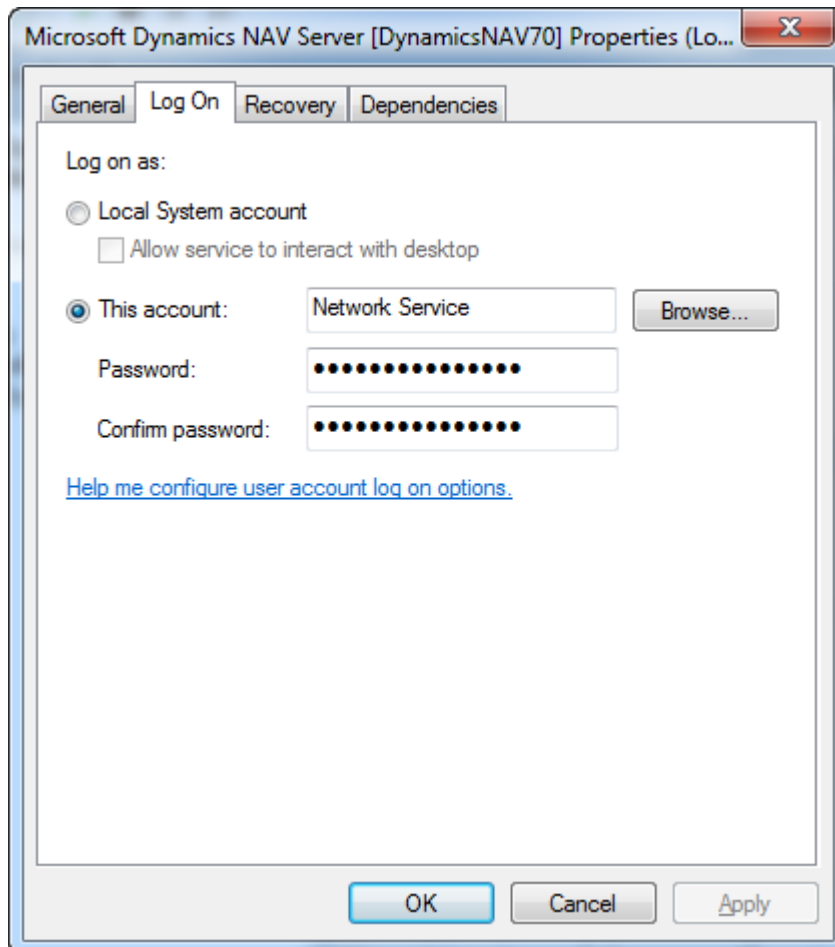 Microsoft Dynamics NAV Server [DynamicsNAV70] Properties (Lo...
General Log On Recovery Dependencies
Log on as:
Local System account
Allow service to interact with desktop
This account: Network Service Browse...
Password: •••••••••••••••
Confirm password: •••••••••••••••
Help me configure user account log on options.
OK Cancel Apply